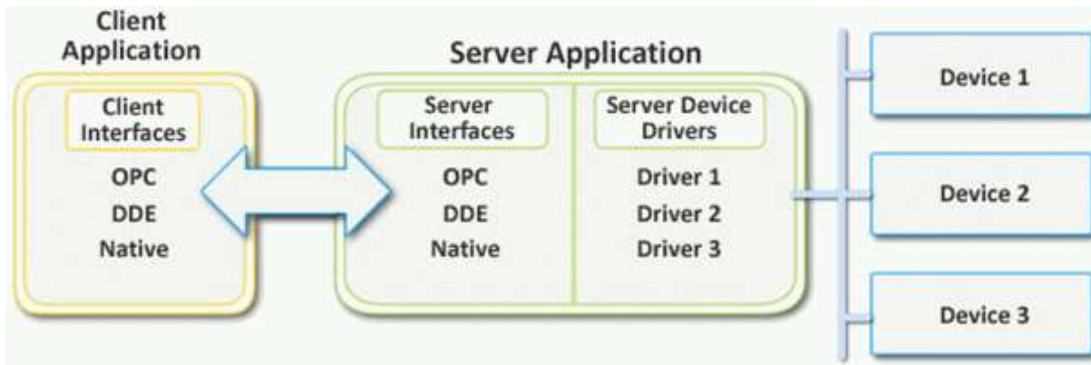 Client
Application
Client
Interfaces
OPC
DDE
Native
Server Application
Server
Interfaces
OPC
DDE
Native
Server Device
Drivers
Driver 1
Driver 2
Driver 3
Device 1
Device 2
Device 3